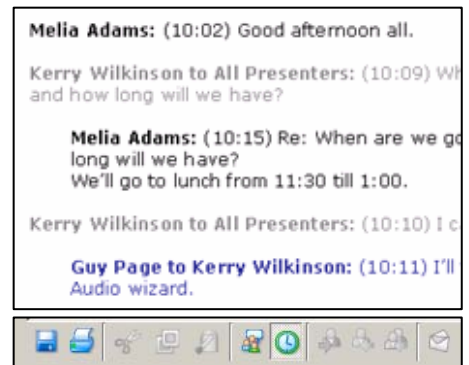 Melia Adams: (10:02) Good afternoon all.
Kerry Wilkinson to All Presenters: (10:09)
and how long will we have?
Melia Adams: (10:15) Re: When are we
long will we have?
We'll go to lunch from 11:30 till 1:00.
Kerry Wilkinson to All Presenters: (10:10) I
Guy Page to Kerry Wilkinson: (10:11) I'll
Audio wizard.